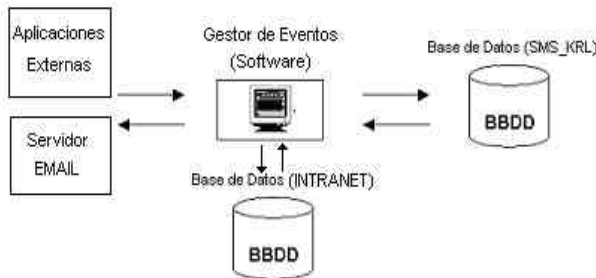 Aplicaciones
Externas
Gestor de Eventos
(Software)
Base de Datos (SMS_KRL)
BBDD
Servidor
EMAIL
Base de Datos (INTRANET)
BBDD